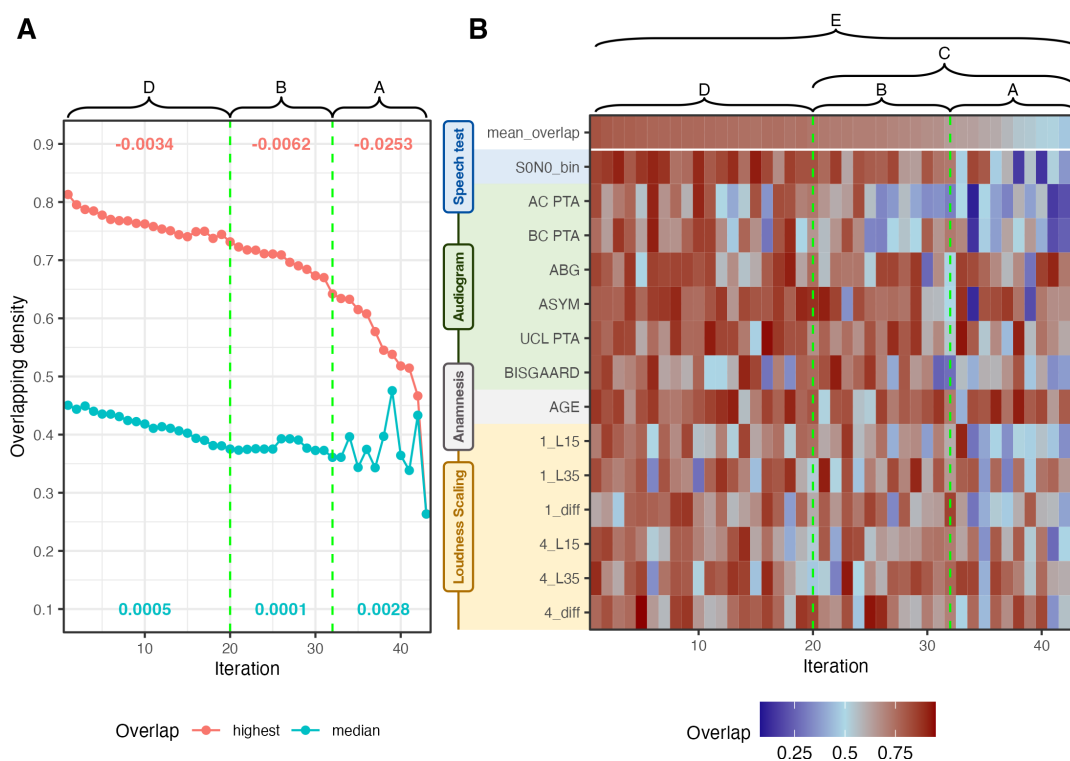 A
B
E
C
D
B
A
D
B
A
-0.0034
-0.0062
-0.0253
0.0005
0.0001
0.0028
0.9
0.8
0.7
0.6
0.5
0.4
0.3
0.2
0.1
Overlapping density
10
20
30
40
Iteration
Overlap
highest
median
Speech test
Audiogram
Anamnesis
Loudness Scaling
mean_overlap
S0N0_bin
AC PTA
BC PTA
ABG
ASYM
UCL PTA
BISGAARD
AGE
1_L15
1_L35
1_diff
4_L15
4_L35
4_diff
10
20
30
40
Iteration
Overlap
0.25
0.5
0.75